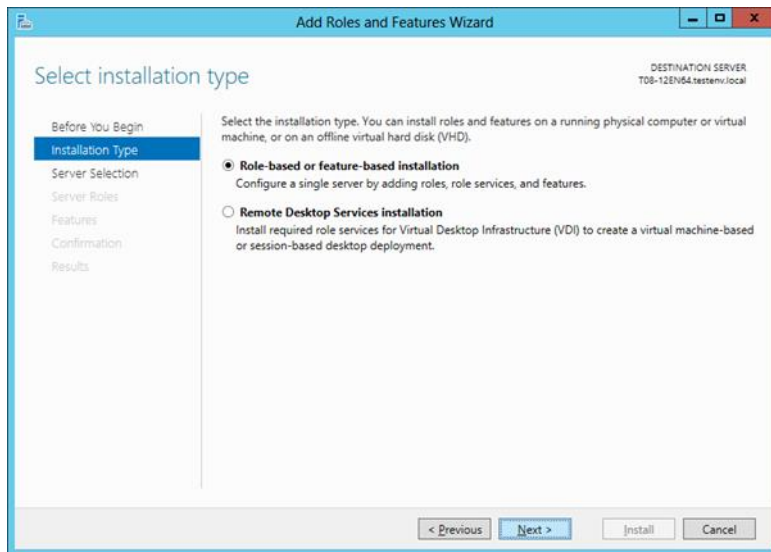 Add Roles and Features Wizard
Select installation type
DESTINATION SERVER
T08-12EN64.testenv.local
Before You Begin
Installation Type
Server Selection
Server Roles
Features
Confirmation
Results
Select the installation type. You can install roles and features on a running physical computer or virtual
machine, or on an offline virtual hard disk (VHD).
Role-based or feature-based installation
Configure a single server by adding roles, role services, and features.
Remote Desktop Services installation
Install required role services for Virtual Desktop Infrastructure (VDI) to create a virtual machine-based
or session-based desktop deployment.
< Previous
Next >
Install
Cancel